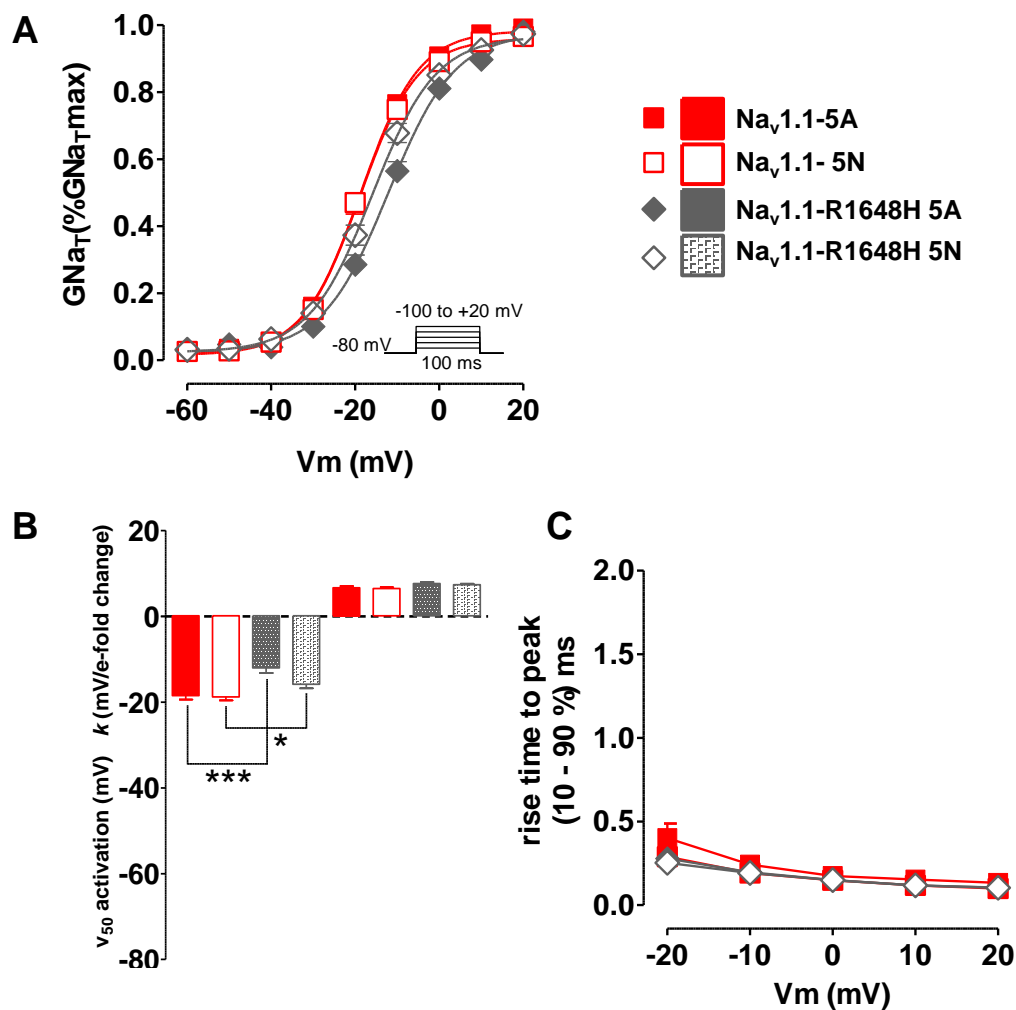 A
GNaT(%GNaTmax)
1.0
0.8
0.6
0.4
0.2
0.0
-60
-40
-20
0
20
Vm (mV)
-100 to +20 mV
-80 mV
100 ms
Nav1.1-5A
Nav1.1- 5N
Nav1.1-R1648H 5A
Nav1.1-R1648H 5N
B
v50 activation (mV) k (mV/e-fold change)
20
0
-20
-40
-60
-80
*
***
C
rise time to peak
(10 - 90 %) ms
2.0
1.5
1.0
0.5
0.0
-20
-10
0
10
20
Vm (mV)